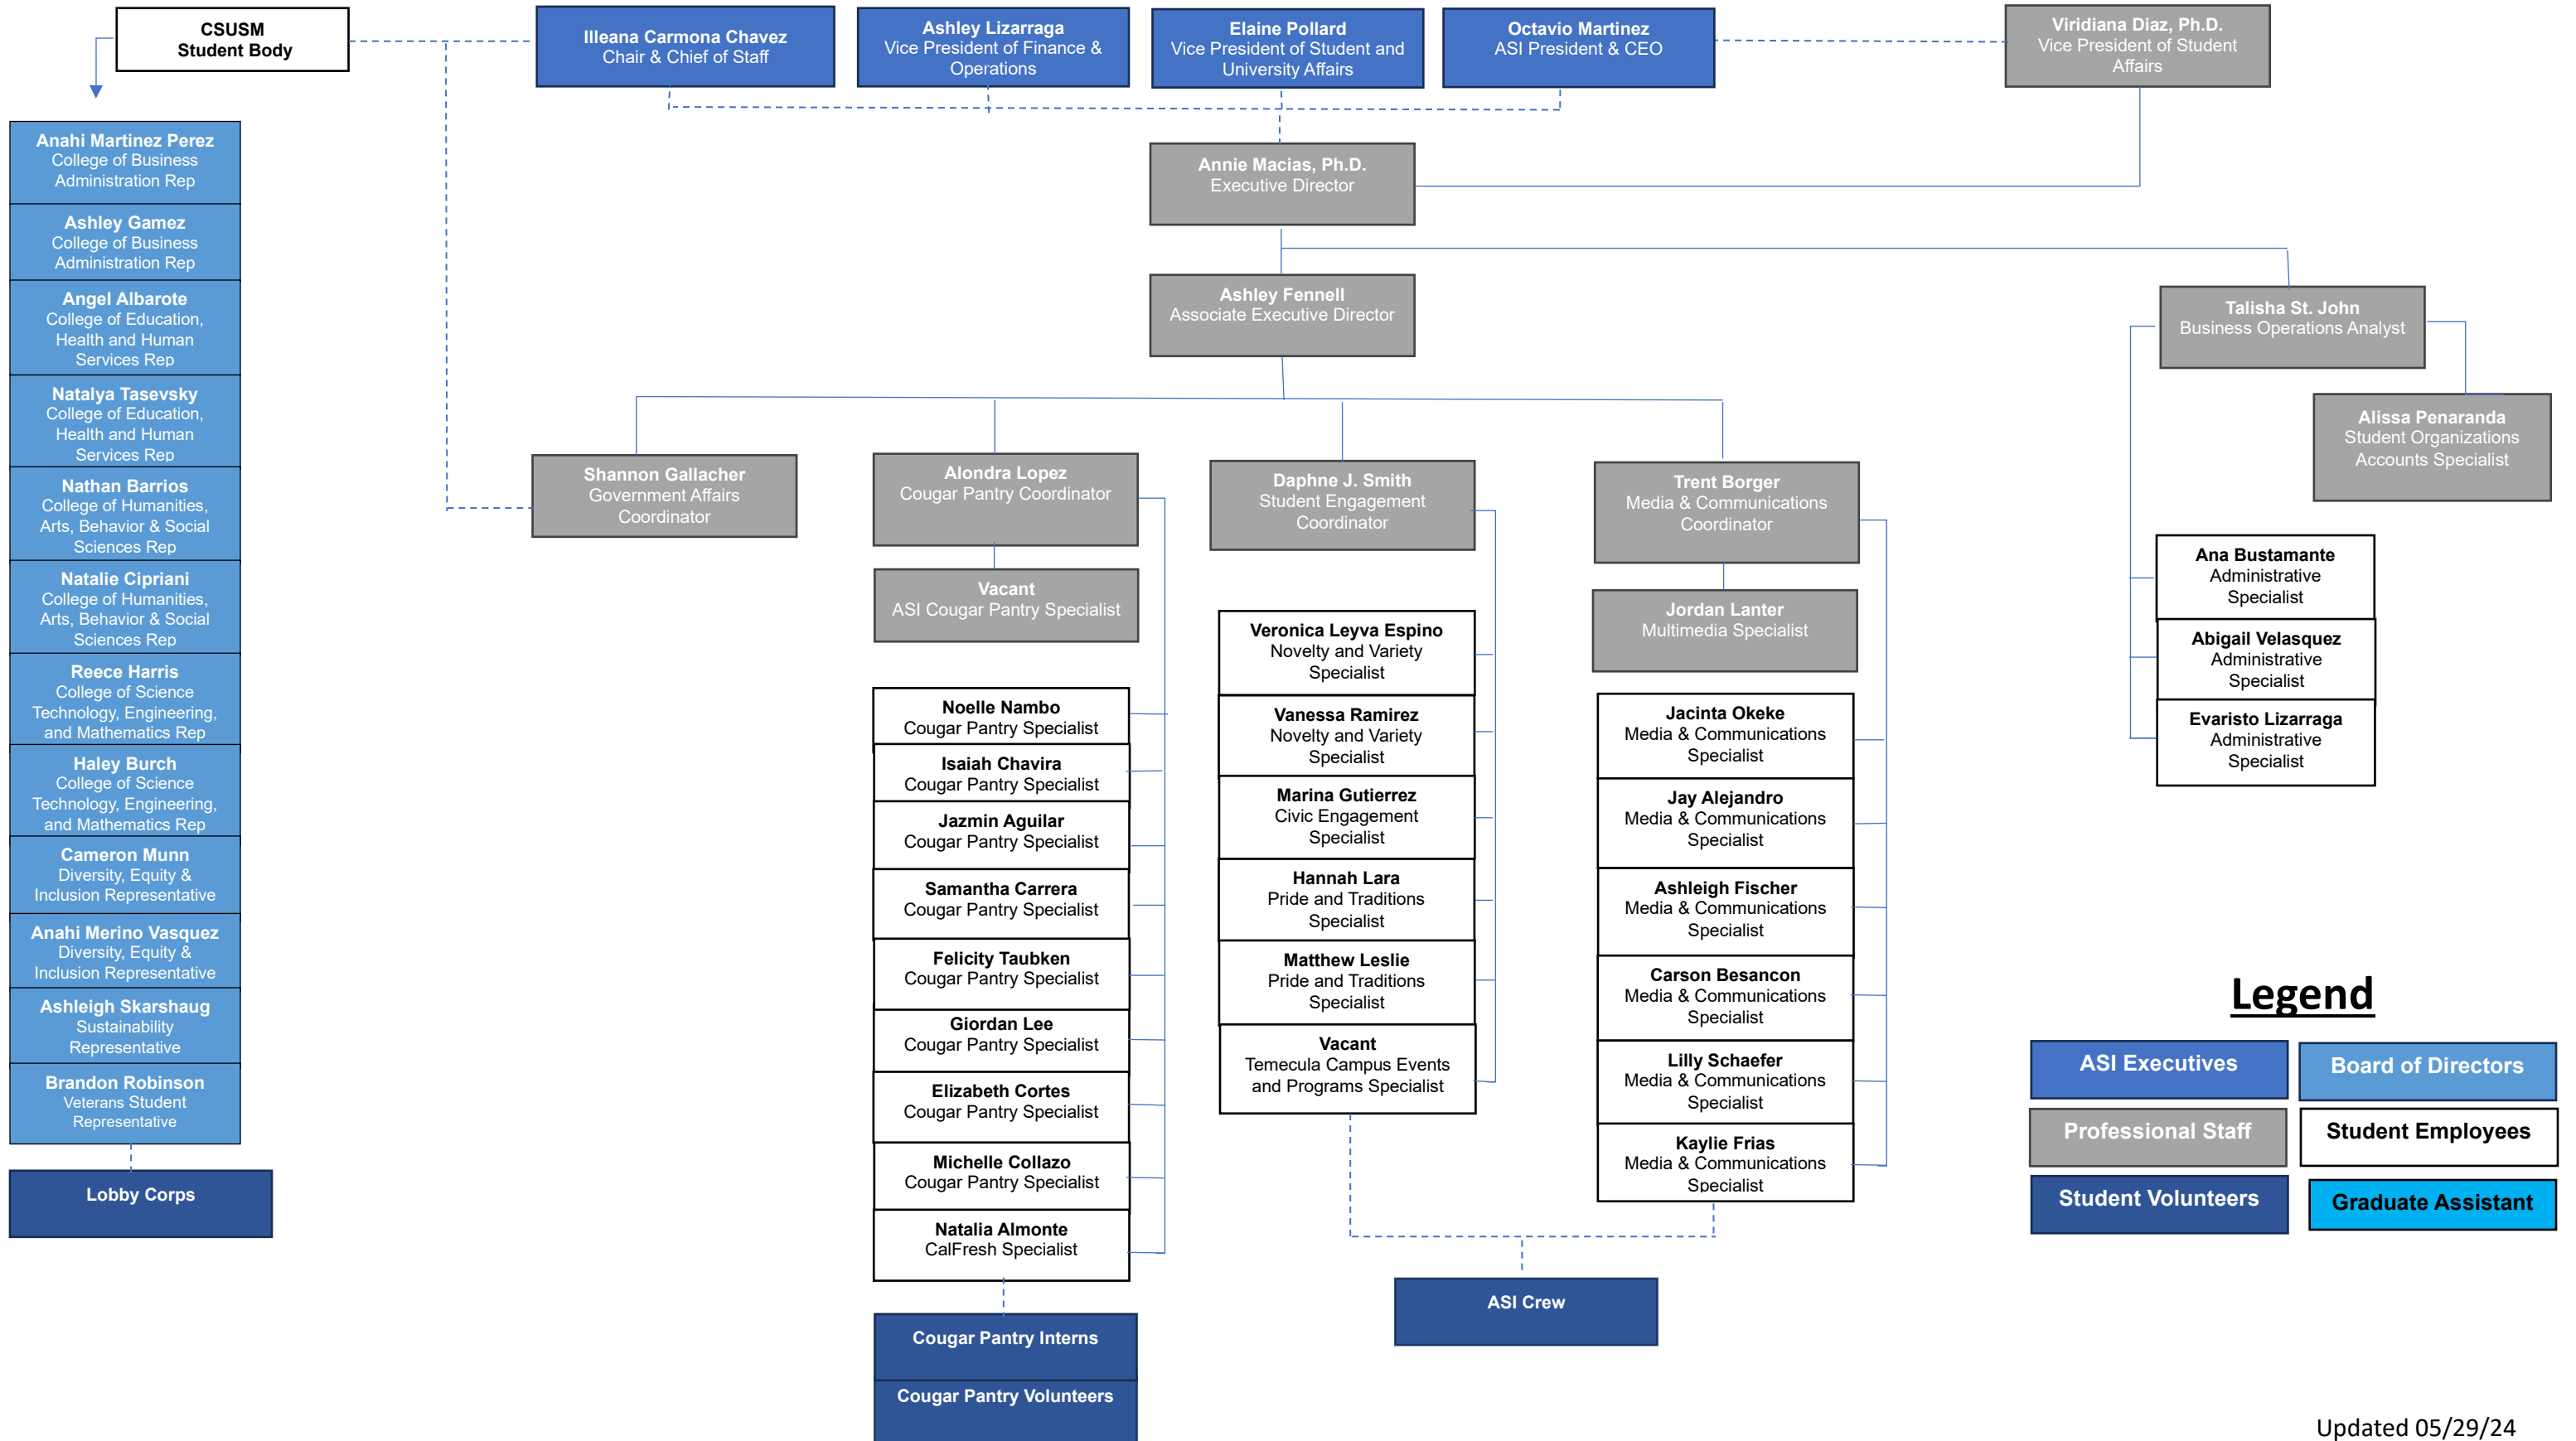 CSUSM
Student Body
Illeana Carmona Chavez
Chair & Chief of Staff
Ashley Lizarraga
Vice President of Finance &
Operations
Elaine Pollard
Vice President of Student and
University Affairs
Octavio Martinez
ASI President & CEO
Viridiana Diaz, Ph.D.
Vice President of Student
Affairs
Anahi Martinez Perez
College of Business
Administration Rep
Ashley Gamez
College of Business
Administration Rep
Angel Albarote
College of Education,
Health and Human
Services Rep
Natalya Tasevsky
College of Education,
Health and Human
Services Rep
Nathan Barrios
College of Humanities,
Arts, Behavior & Social
Sciences Rep
Natalie Cipriani
College of Humanities,
Arts, Behavior & Social
Sciences Rep
Reece Harris
College of Science
Technology, Engineering,
and Mathematics Rep
Haley Burch
College of Science
Technology, Engineering,
and Mathematics Rep
Cameron Munn
Diversity, Equity &
Inclusion Representative
Anahi Merino Vasquez
Diversity, Equity &
Inclusion Representative
Ashleigh Skarshaug
Sustainability
Representative
Brandon Robinson
Veterans Student
Representative
Lobby Corps
Annie Macias, Ph.D.
Executive Director
Ashley Fennell
Associate Executive Director
Talisha St. John
Business Operations Analyst
Alissa Penaranda
Student Organizations
Accounts Specialist
Shannon Gallacher
Government Affairs
Coordinator
Alondra Lopez
Cougar Pantry Coordinator
Vacant
ASI Cougar Pantry Specialist
Noelle Nambo
Cougar Pantry Specialist
Isaiah Chavira
Cougar Pantry Specialist
Jazmin Aguilar
Cougar Pantry Specialist
Samantha Carrera
Cougar Pantry Specialist
Felicity Taubken
Cougar Pantry Specialist
Giordan Lee
Cougar Pantry Specialist
Elizabeth Cortes
Cougar Pantry Specialist
Michelle Collazo
Cougar Pantry Specialist
Natalia Almonte
CalFresh Specialist
Cougar Pantry Interns
Cougar Pantry Volunteers
Daphne J. Smith
Student Engagement
Coordinator
Veronica Leyva Espino
Novelty and Variety
Specialist
Vanessa Ramirez
Novelty and Variety
Specialist
Marina Gutierrez
Civic Engagement
Specialist
Hannah Lara
Pride and Traditions
Specialist
Matthew Leslie
Pride and Traditions
Specialist
Vacant
Temecula Campus Events
and Programs Specialist
Trent Borger
Media & Communications
Coordinator
Jordan Lanter
Multimedia Specialist
Jacinta Okeke
Media & Communications
Specialist
Jay Alejandro
Media & Communications
Specialist
Ashleigh Fischer
Media & Communications
Specialist
Carson Besancon
Media & Communications
Specialist
Lilly Schaefer
Media & Communications
Specialist
Kaylie Frias
Media & Communications
Specialist
ASI Crew
Ana Bustamante
Administrative
Specialist
Abigail Velasquez
Administrative
Specialist
Evaristo Lizarraga
Administrative
Specialist
Legend
ASI Executives
Board of Directors
Professional Staff
Student Employees
Student Volunteers
Graduate Assistant
Updated 05/29/24